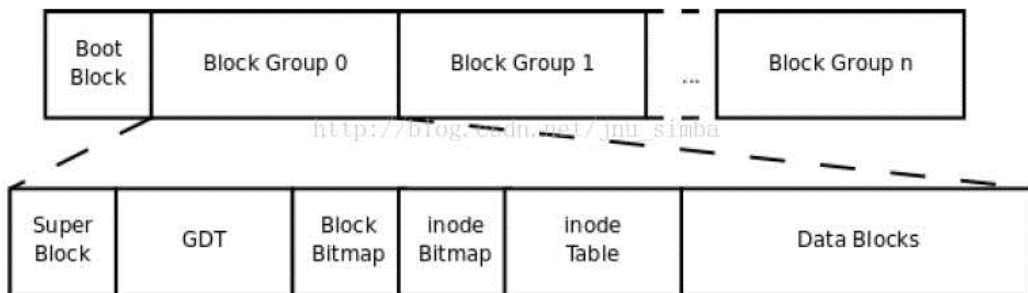 Boot
Block
Block Group 0
Block Group 1
...
Block Group n
http://blog.csdn.net/jnu_simba
Super
Block
GDT
Block
Bitmap
inode
Bitmap
inode
Table
Data Blocks